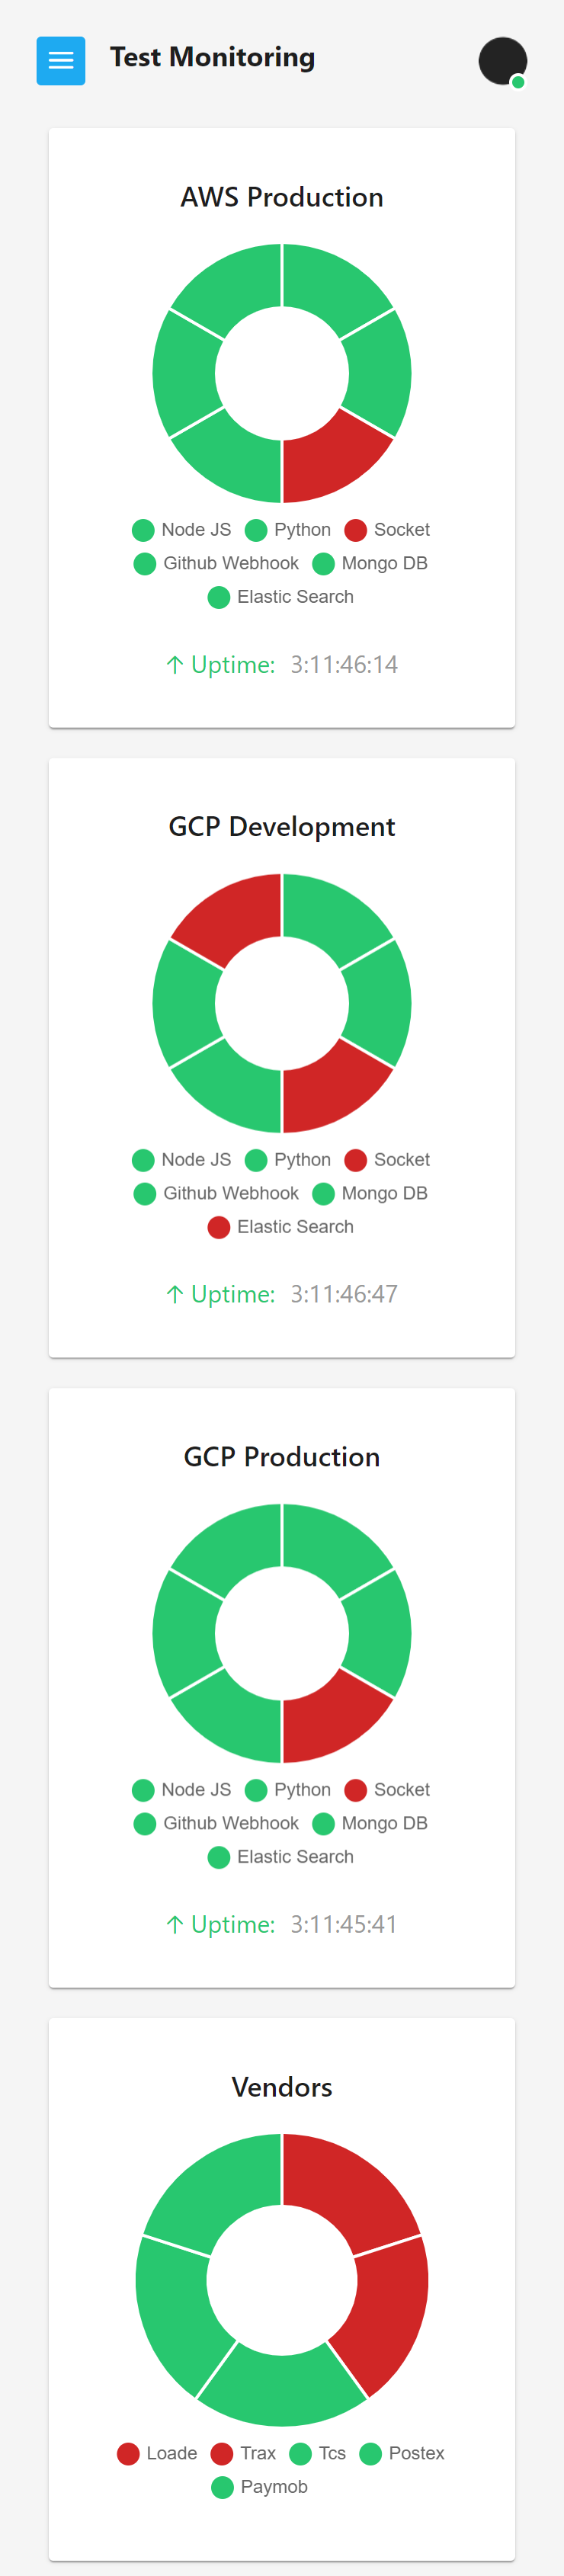 Test Monitoring
AWS Production
Node JS Python Socket
Github Webhook Mongo DB
Elastic Search
↑ Uptime: 3:11:46:14
GCP Development
Node JS Python Socket
Github Webhook Mongo DB
Elastic Search
↑ Uptime: 3:11:46:47
GCP Production
Node JS Python Socket
Github Webhook Mongo DB
Elastic Search
↑ Uptime: 3:11:45:41
Vendors
Loade Trax Tcs Postex
Paymob